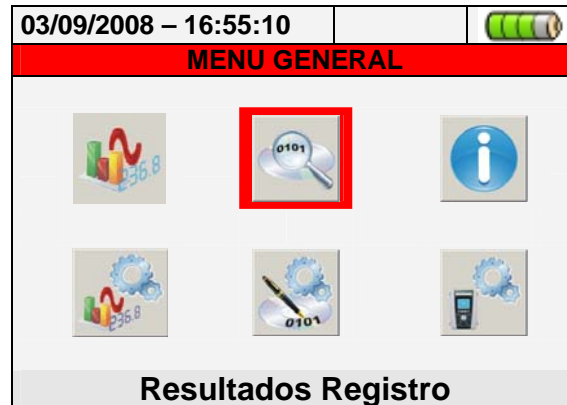 03/09/2008 – 16:55:10
MENU GENERAL
236.8
0101
236.8
0101
Resultados Registro